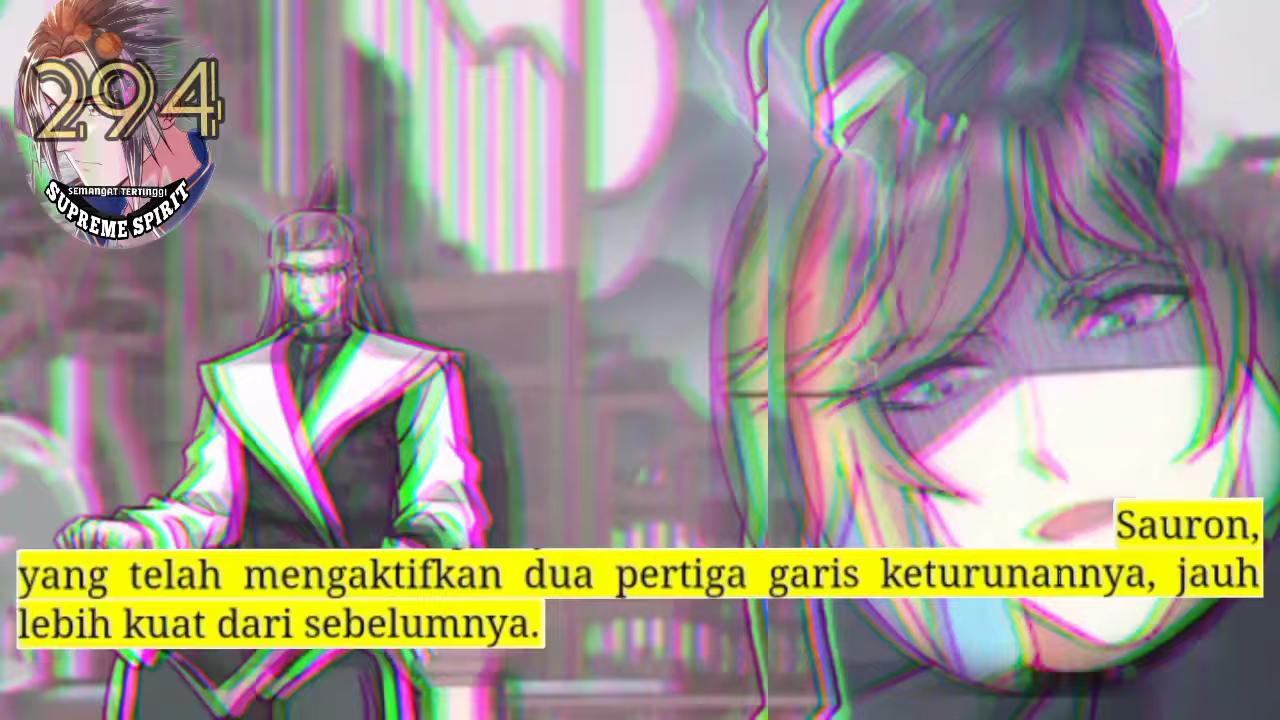 294
SEMANGAT TERTINGGI
SUPREME SPIRIT
Sauron,
yang telah mengaktifkan dua pertiga garis keturunannya, jauh
lebih kuat dari sebelumnya.